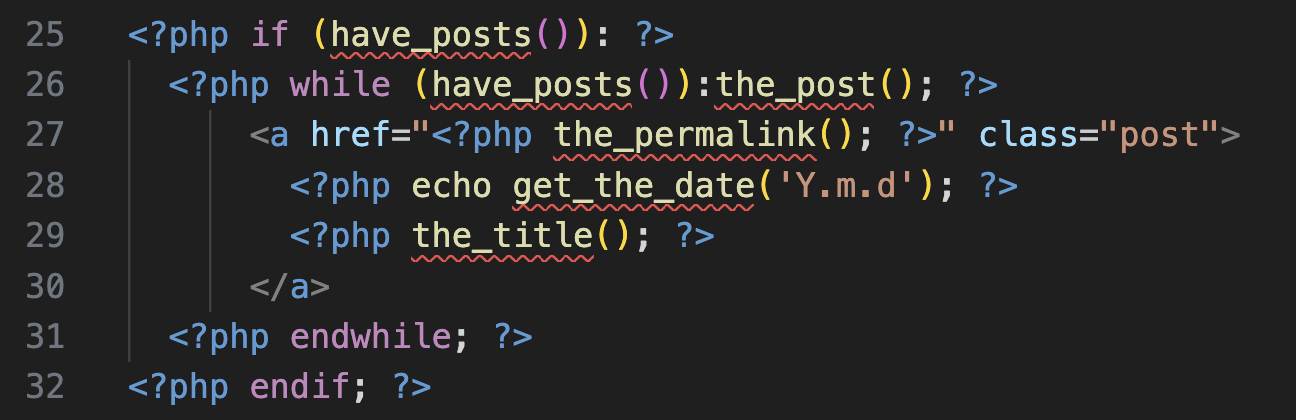 25 <?php if (have_posts()): ?>
26 <?php while (have_posts()):the_post(); ?>
27 <a href="<?php the_permalink(); ?>" class="post">
28 <?php echo get_the_date('Y.m.d'); ?>
29 <?php the_title(); ?>
30 </a>
31 <?php endwhile; ?>
32 <?php endif; ?>